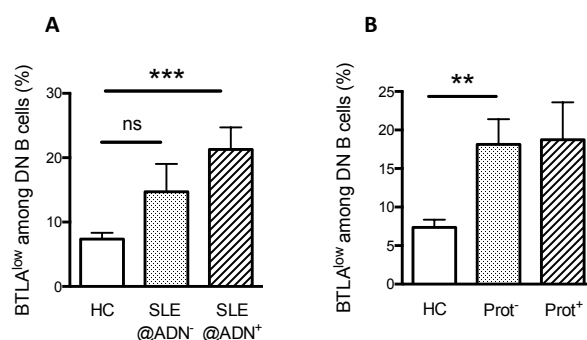 A
BTLAlow among DN B cells (%)
30
20
10
0
***
ns
HC
SLE
@ADN-
SLE
@ADN+
B
BTLAlow among DN B cells (%)
25
20
15
10
5
0
**
HC
Prot-
Prot+